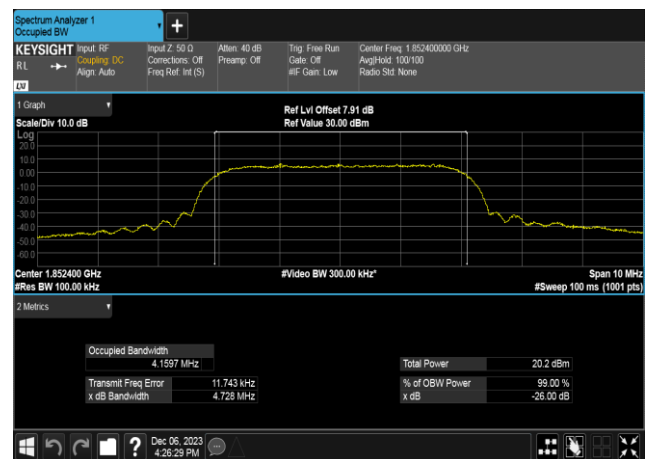 Spectrum Analyzer 1
Occupied BW
KEYSIGHT
RL
LXI
Input: RF
Coupling: DC
Align: Auto
Input Z: 50 Ω
Corrections: Off
Freq Ref: Int (S)
Atten: 40 dB
Preamp: Off
Trig: Free Run
Gate: Off
#IF Gain: Low
Center Freq: 1.852400000 GHz
Avg|Hold: 100/100
Radio Std: None
1 Graph
Scale/Div 10.0 dB
Ref Lvl Offset 7.91 dB
Ref Value 30.00 dBm
Log
20.0
10.0
0.00
-10.0
-20.0
-30.0
-40.0
-50.0
-60.0
Center 1.852400 GHz
#Res BW 100.00 kHz
#Video BW 300.00 kHz*
Span 10 MHz
#Sweep 100 ms (1001 pts)
2 Metrics
Occupied Bandwidth
4.1597 MHz
Transmit Freq Error 11.743 kHz
x dB Bandwidth 4.728 MHz
Total Power 20.2 dBm
% of OBW Power 99.00 %
x dB -26.00 dB
?
Dec 06, 2023
4:26:29 PM